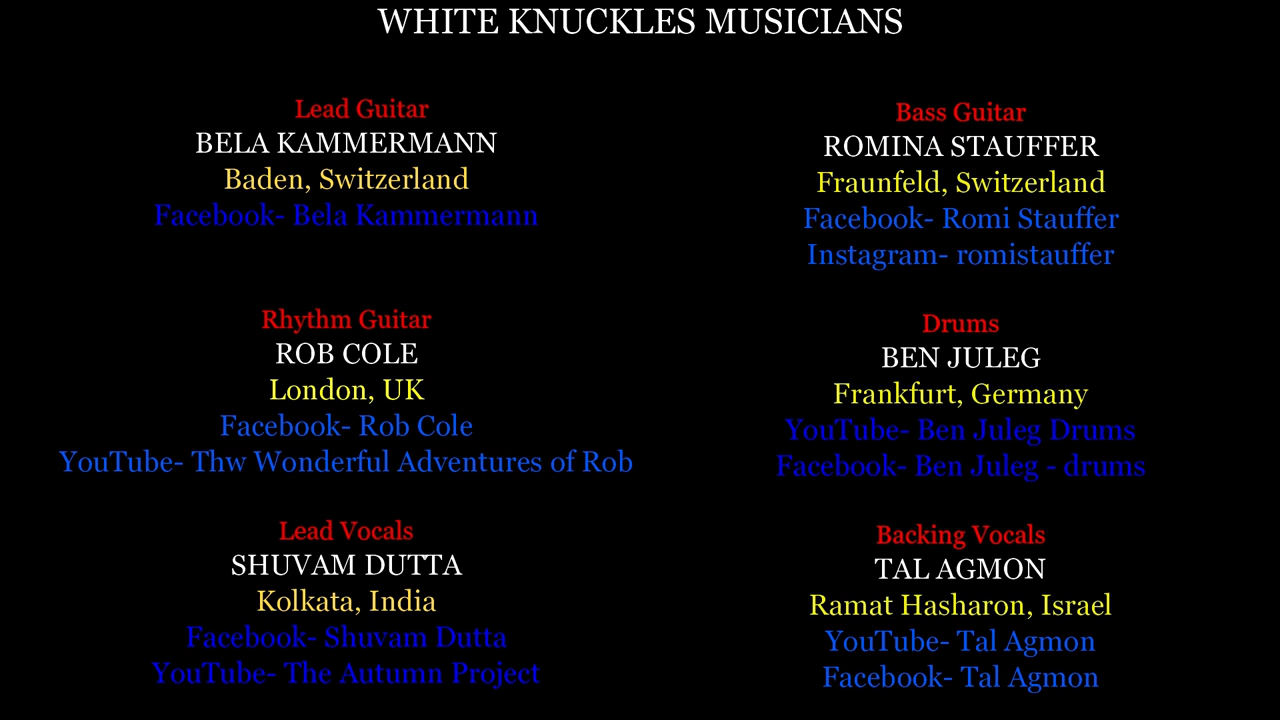 WHITE KNUCKLES MUSICIANS
Lead Guitar
BELA KAMMERMANN
Baden, Switzerland
Facebook- Bela Kammermann
Bass Guitar
ROMINA STAUFFER
Fraunfeld, Switzerland
Facebook- Romi Stauffer
Instagram- romistauffer
Rhythm Guitar
ROB COLE
London, UK
Facebook- Rob Cole
YouTube- Thw Wonderful Adventures of Rob
Drums
BEN JULEG
Frankfurt, Germany
YouTube- Ben Juleg Drums
Facebook- Ben Juleg - drums
Lead Vocals
SHUVAM DUTTA
Kolkata, India
Facebook- Shuvam Dutta
YouTube- The Autumn Project
Backing Vocals
TAL AGMON
Ramat Hasharon, Israel
YouTube- Tal Agmon
Facebook- Tal Agmon